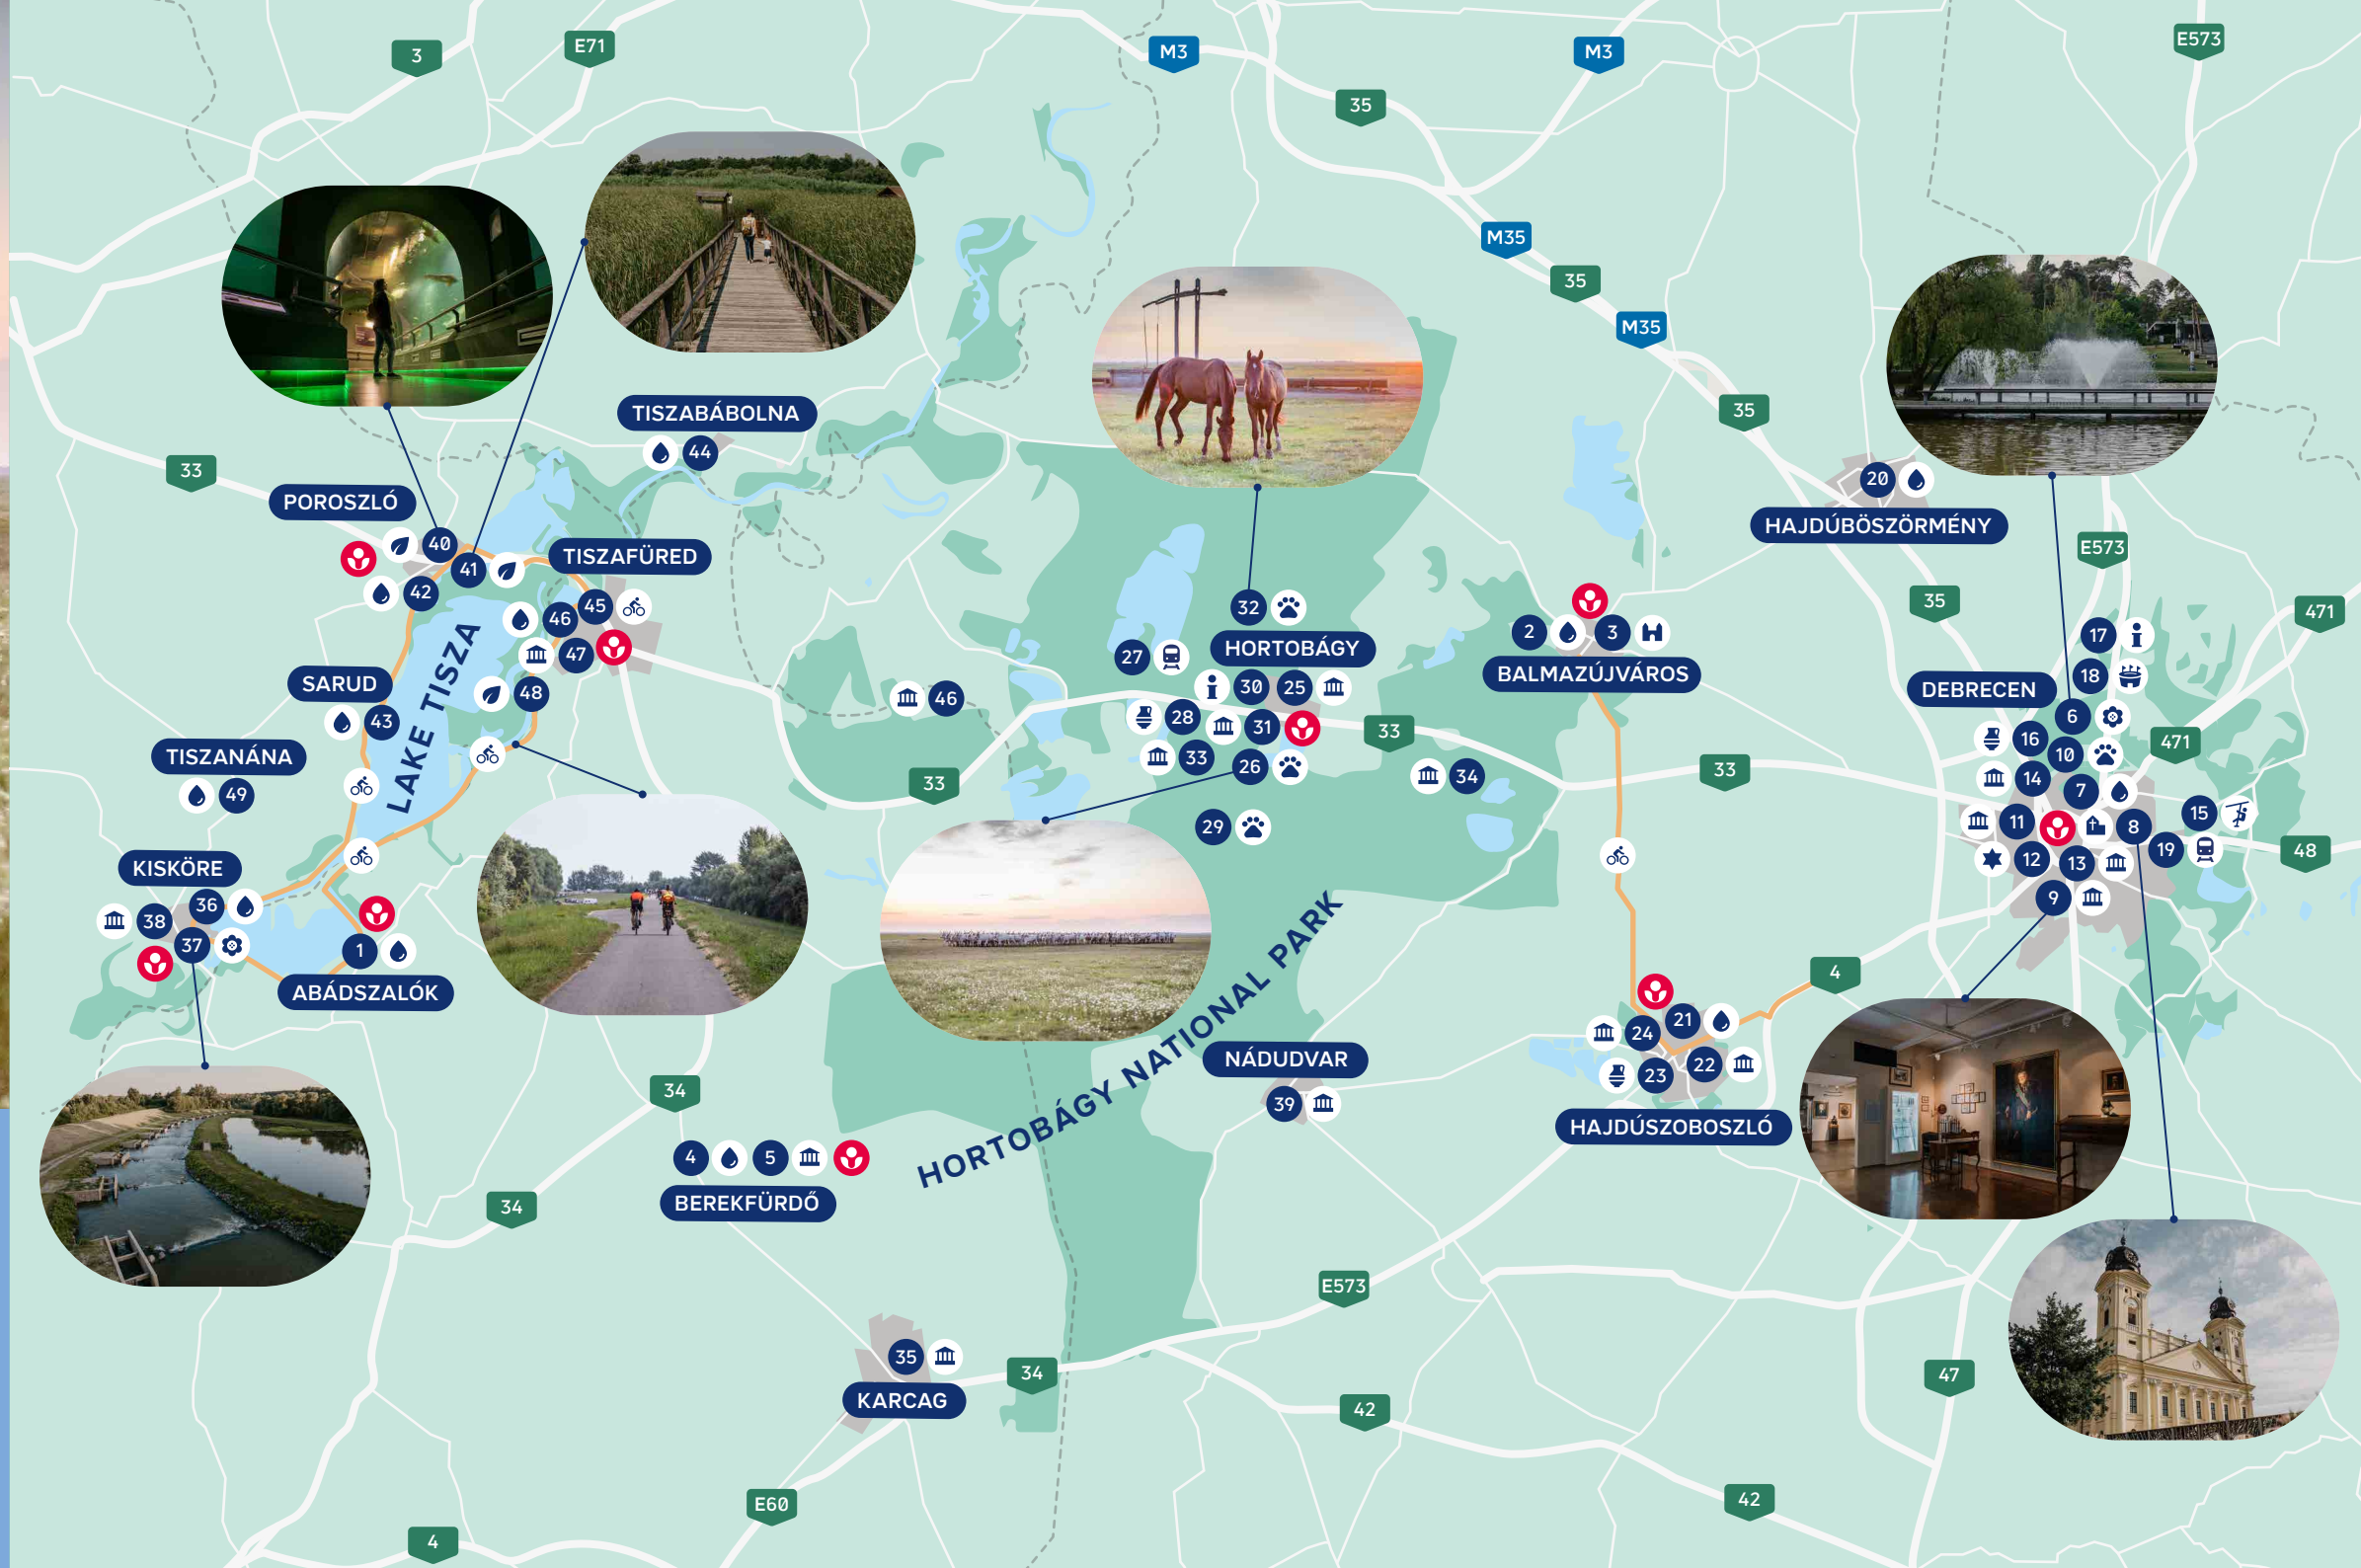 3
E71
M3
M3
E573
35
M35
35
M35
35
TISZABÁBOLNA
44
33
POROSZLÓ
40
41
42
TISZAFÜRED
46
45
47
48
SARUD
43
LAKE TISZA
TISZANÁNA
49
KISKÖRE
36
38
37
1
ABÁDSZALÓK
32
HORTOBÁGY
27
30
25
28
31
33
26
29
46
33
33
34
33
HORTOBÁGY NATIONAL PARK
2
3
BALMAZÚJVÁROS
20
HAJDÚBÖSZÖRMÉNY
E573
35
471
17
18
DEBRECEN
6
16
10
471
14
7
15
11
8
12
13
19
48
9
4
24
21
23
22
HAJDÚSZOBOSZLÓ
NÁDUDVAR
39
34
4
5
BEREKFÜRDŐ
34
E573
35
KARCAG
34
42
47
E60
42
4